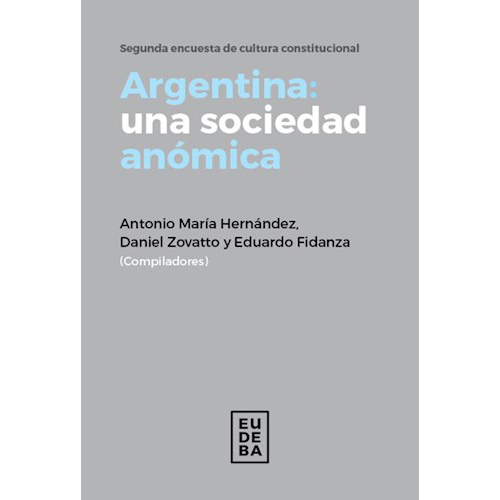 Segunda encuesta de cultura constitucional
Argentina:
una sociedad
anómica
Antonio María Hernández,
Daniel Zovatto y Eduardo Fidanza
(Compiladores)
EU
DE
BA